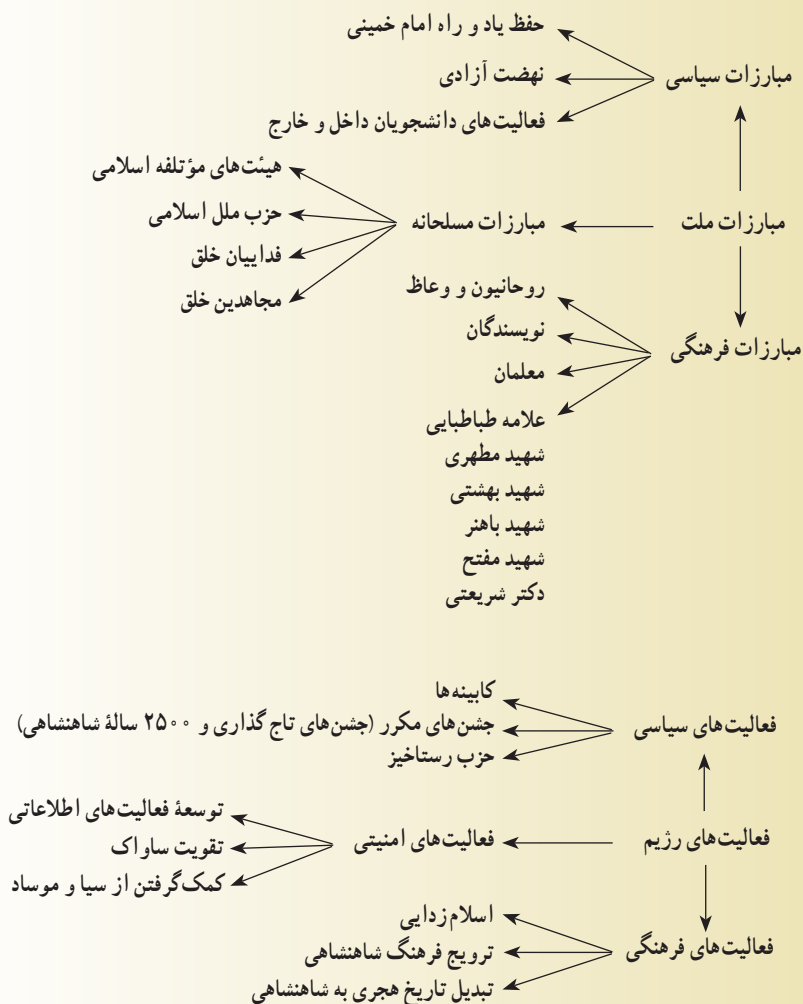 حفظ یاد و راه امام خمینی
مبارزات سیاسی
نهضت آزادی
فعالیت‌های دانشجویان داخل و خارج
هیئت‌های مؤتلفه اسلامی
حزب ملل اسلامی
مبارزات ملت
مبارزات مسلحانه
فداییان خلق
مجاهدین خلق
روحانیون و وعاظ
نویسندگان
مبارزات فرهنگی
معلمان
علامه طباطبایی
شهید مطهری
شهید بهشتی
شهید باهنر
شهید مفتح
دکتر شریعتی
کابینه‌ها
فعالیت‌های سیاسی
جشن‌های مکرر (جشن‌های تاج گذاری و ۲۵۰۰ سالهٔ شاهنشاهی)
حزب رستاخیز
توسعهٔ فعالیت‌های اطلاعاتی
فعالیت‌های رژیم
فعالیت‌های امنیتی
تقویت ساواک
کمک‌گرفتن از سیا و موساد
اسلام‌زدایی
فعالیت‌های فرهنگی
ترویج فرهنگ شاهنشاهی
تبدیل تاریخ هجری به شاهنشاهی